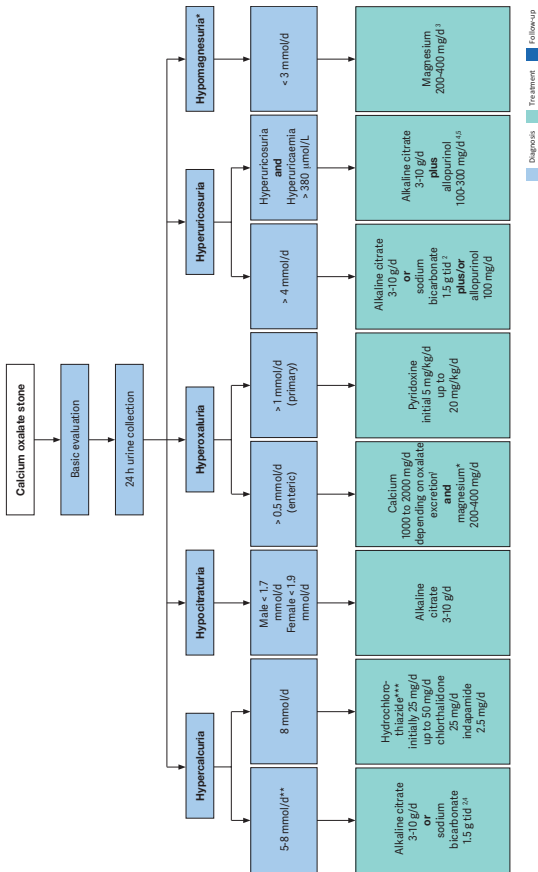 Calcium oxalate stone
Basic evaluation
24 h urine collection
Hypercalcuria
Hypocitraturia
Hyperoxaluria
Hyperuricosuria
Hypomagnesuria*
5-8 mmol/d**
8 mmol/d
Male < 1.7
mmol/d
Female < 1.9
mmol/d
> 0.5 mmol/d
(enteric)
> 1 mmol/d
(primary)
> 4 mmol/d
Hyperuricosuria
and
Hyperuricaemia
> 380 µmol/L
< 3 mmol/d
Alkaline citrate
3-10 g/d
or
sodium
bicarbonate
1.5 g tid 2,4
Hydrochloro-
thiazide***
initially 25 mg/d
up to 50 mg/d
chlorthalidone
25 mg/d
indapamide
2.5 mg/d
Alkaline
citrate
3-10 g/d
Calcium
1000 to 2000 mg/d
depending on oxalate
excretion¹
and
magnesium*
200-400 mg/d
Pyridoxine
initial 5 mg/kg/d
up to
20 mg/kg/d
Alkaline citrate
3-10 g/d
or
sodium
bicarbonate
1.5 g tid 2
plus/or
allopurinol
100 mg/d
Alkaline citrate
3-10 g/d
plus
allopurinol
100-300 mg/d 4,5
Magnesium
200-400 mg/d 3
Diagnosis
Treatment
Follow-up